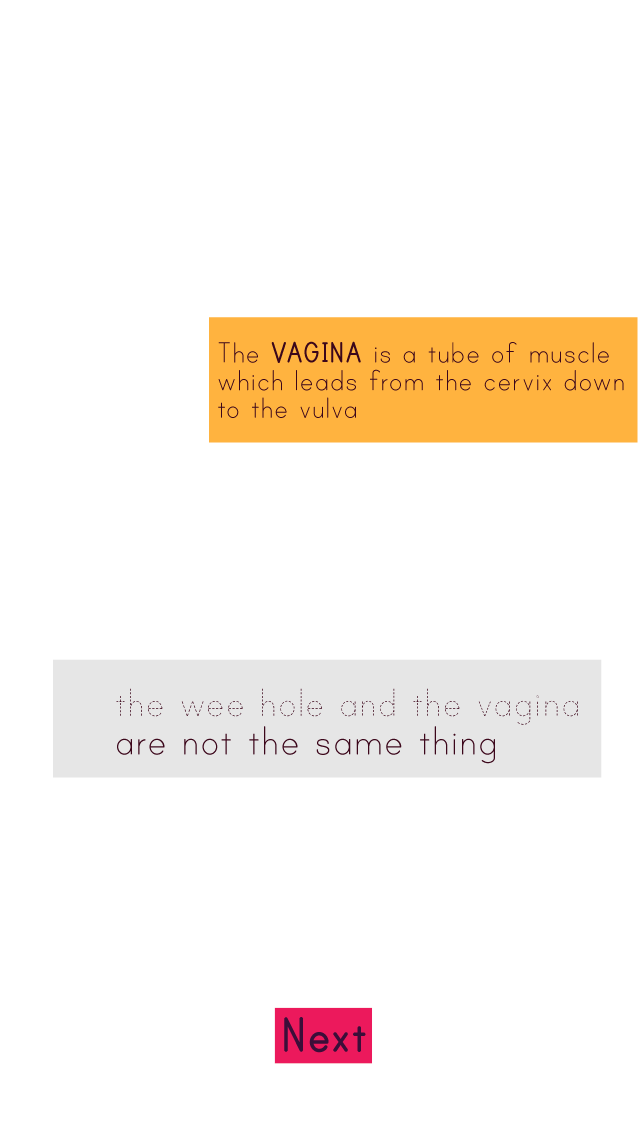 The VAGINA is a tube of muscle
which leads from the cervix down
to the vulva
the wee hole and the vagina
are not the same thing
Next